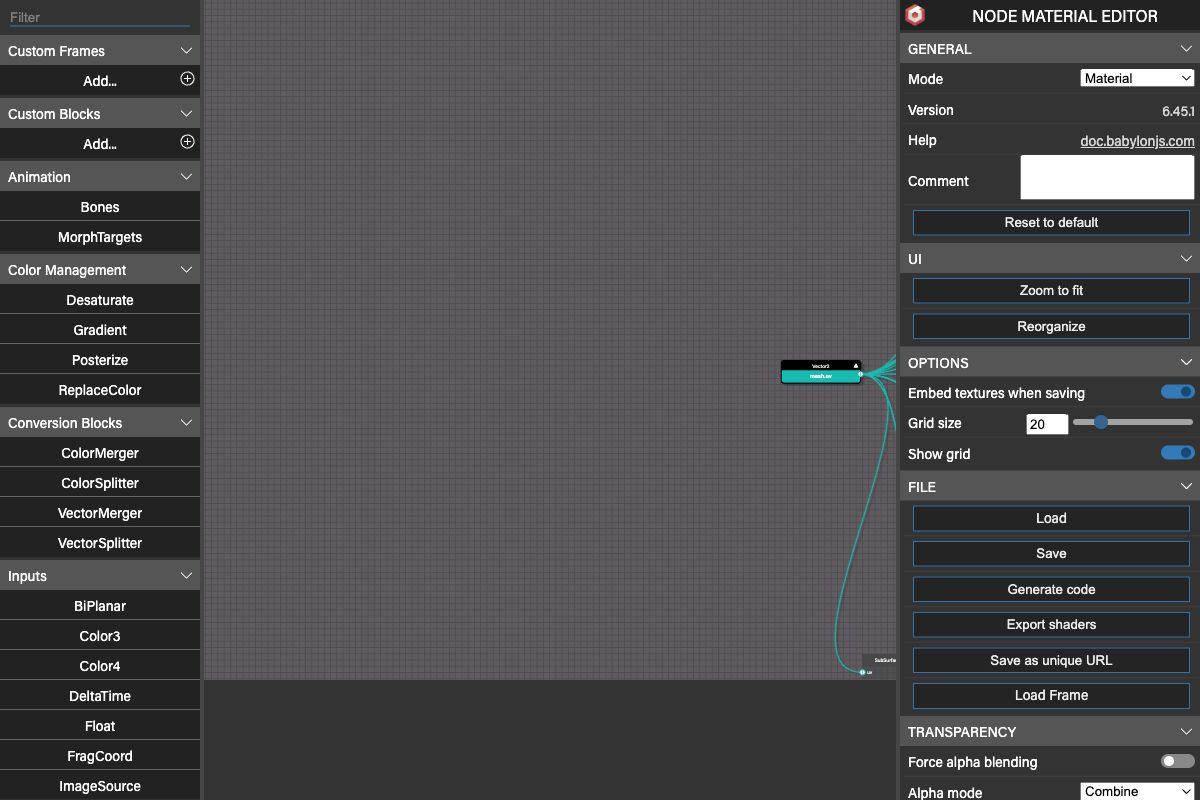 Filter
Custom Frames
Add...
Custom Blocks
Add...
Animation
Bones
MorphTargets
Color Management
Desaturate
Gradient
Posterize
ReplaceColor
Conversion Blocks
ColorMerger
ColorSplitter
VectorMerger
VectorSplitter
Inputs
BiPlanar
Color3
Color4
DeltaTime
Float
FragCoord
ImageSource
Vector2
mesh.uv
SubSurfa
uv
NODE MATERIAL EDITOR
GENERAL
Mode Material
Version 6.45.1
Help doc.babylonjs.com
Comment
Reset to default
UI
Zoom to fit
Reorganize
OPTIONS
Embed textures when saving
Grid size 20
Show grid
FILE
Load
Save
Generate code
Export shaders
Save as unique URL
Load Frame
TRANSPARENCY
Force alpha blending
Alpha mode Combine